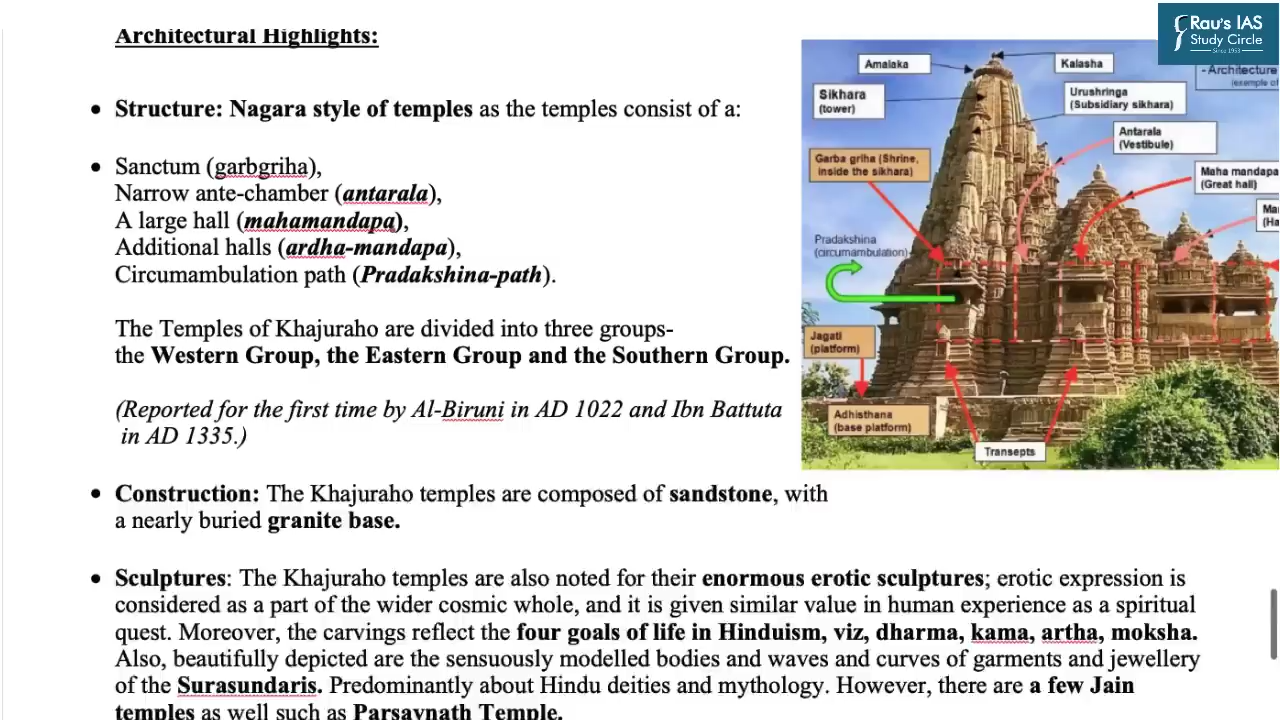 Rau's IAS
Study Circle
Since 1953
Architectural Highlights:
• Structure: Nagara style of temples as the temples consist of a:
• Sanctum (garbgriha),
Narrow ante-chamber (antarala),
A large hall (mahamandapa),
Additional halls (ardha-mandapa),
Circumambulation path (Pradakshina-path).
The Temples of Khajuraho are divided into three groups-
the Western Group, the Eastern Group and the Southern Group.
(Reported for the first time by Al-Biruni in AD 1022 and Ibn Battuta
in AD 1335.)
Amalaka
Kalasha
- Architecture
(example of
Sikhara
(tower)
Urushringa
(Subsidiary sikhara)
Antarala
(Vestibule)
Garba griha (Shrine,
inside the sikhara)
Maha mandapa
(Great hall)
Ma
(Ha
Pradakshina
(circumambulation)
Jagati
(platform)
Adhisthana
(base platform)
Transepts
• Construction: The Khajuraho temples are composed of sandstone, with
a nearly buried granite base.
• Sculptures: The Khajuraho temples are also noted for their enormous erotic sculptures; erotic expression is
considered as a part of the wider cosmic whole, and it is given similar value in human experience as a spiritual
quest. Moreover, the carvings reflect the four goals of life in Hinduism, viz, dharma, kama, artha, moksha.
Also, beautifully depicted are the sensuously modelled bodies and waves and curves of garments and jewellery
of the Surasundaris. Predominantly about Hindu deities and mythology. However, there are a few Jain
temples as well such as Parsavnath Temple.